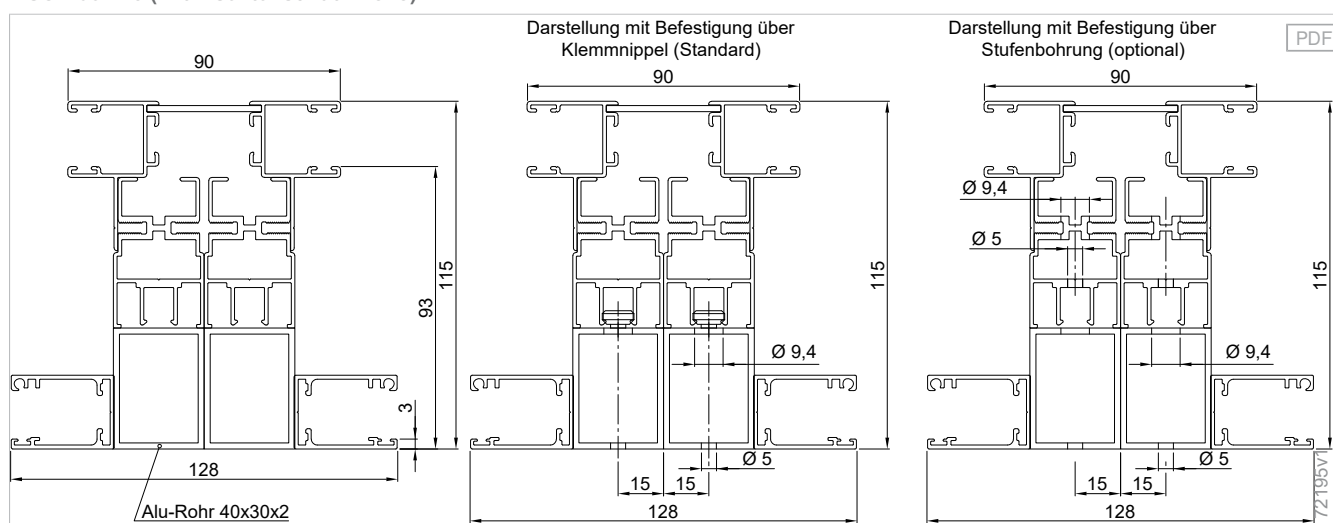 Darstellung mit Befestigung über
Klemmnippel (Standard)
Darstellung mit Befestigung über
Stufenbohrung (optional)
PDF
90
115
93
3
128
Alu-Rohr 40x30x2
90
115
Ø 9,4
Ø 5
15
15
128
90
Ø 9,4
Ø 5
115
Ø 9,4
Ø 5
15
15
128
72195v1